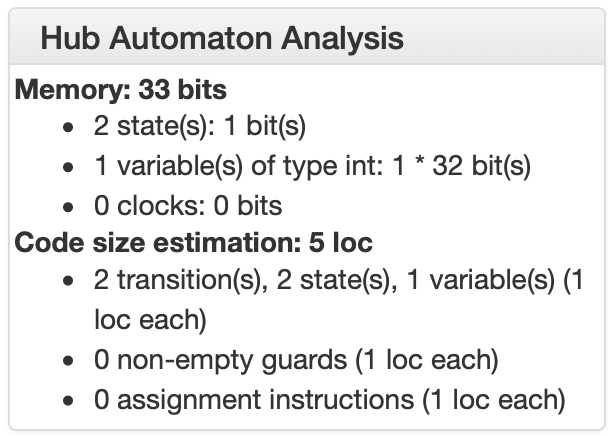 Hub Automaton Analysis
Memory: 33 bits
• 2 state(s): 1 bit(s)
• 1 variable(s) of type int: 1 * 32 bit(s)
• 0 clocks: 0 bits
Code size estimation: 5 loc
• 2 transition(s), 2 state(s), 1 variable(s) (1
loc each)
• 0 non-empty guards (1 loc each)
• 0 assignment instructions (1 loc each)